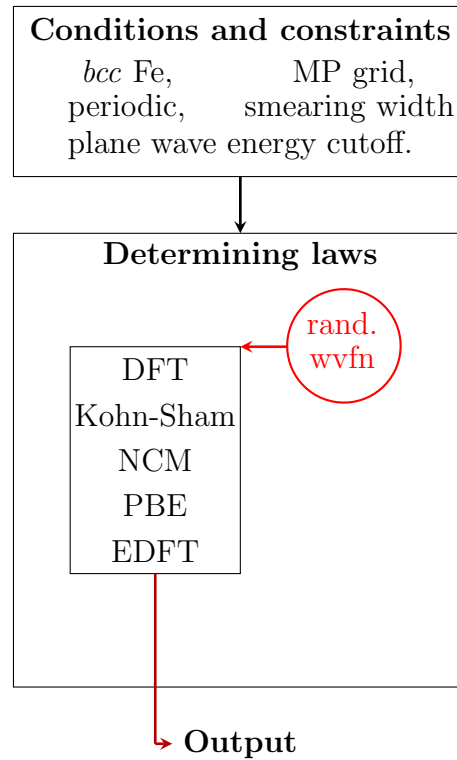 Conditions and constraints
bcc Fe, MP grid,
periodic, smearing width
plane wave energy cutoff.
Determining laws
rand.
wvfn
DFT
Kohn-Sham
NCM
PBE
EDFT
Output